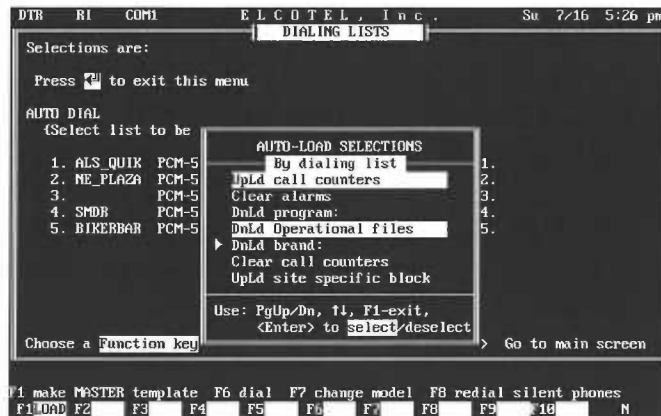 DTR RI COM1 E L C O T E L , I n c . Su 7/16 5:26 pm
DIALING LISTS
Selections are:
Press to exit this menu
AUTO DIAL
(Select list to be
1. ALS_QUIK PCM-5 1.
2. NE_PLAZA PCM-5 2.
3. PCM-5 3.
4. SMDR PCM-5 4.
5. BIKERBAR PCM-5 5.
AUTO-LOAD SELECTIONS
By dialing list
UpLd call counters
Clear alarms
DnLd program:
DnLd Operational files
DnLd brand:
Clear call counters
UpLd site specific block
Use: PgUp/Dn, ↑↓, F1-exit,
<Enter> to select/deselect
Choose a Function key > Go to main screen
F1 make MASTER template F6 dial F7 change model F8 redial silent phones
F1LOAD F2 F3 F4 F5 F6 F7 F8 F9 F10 N